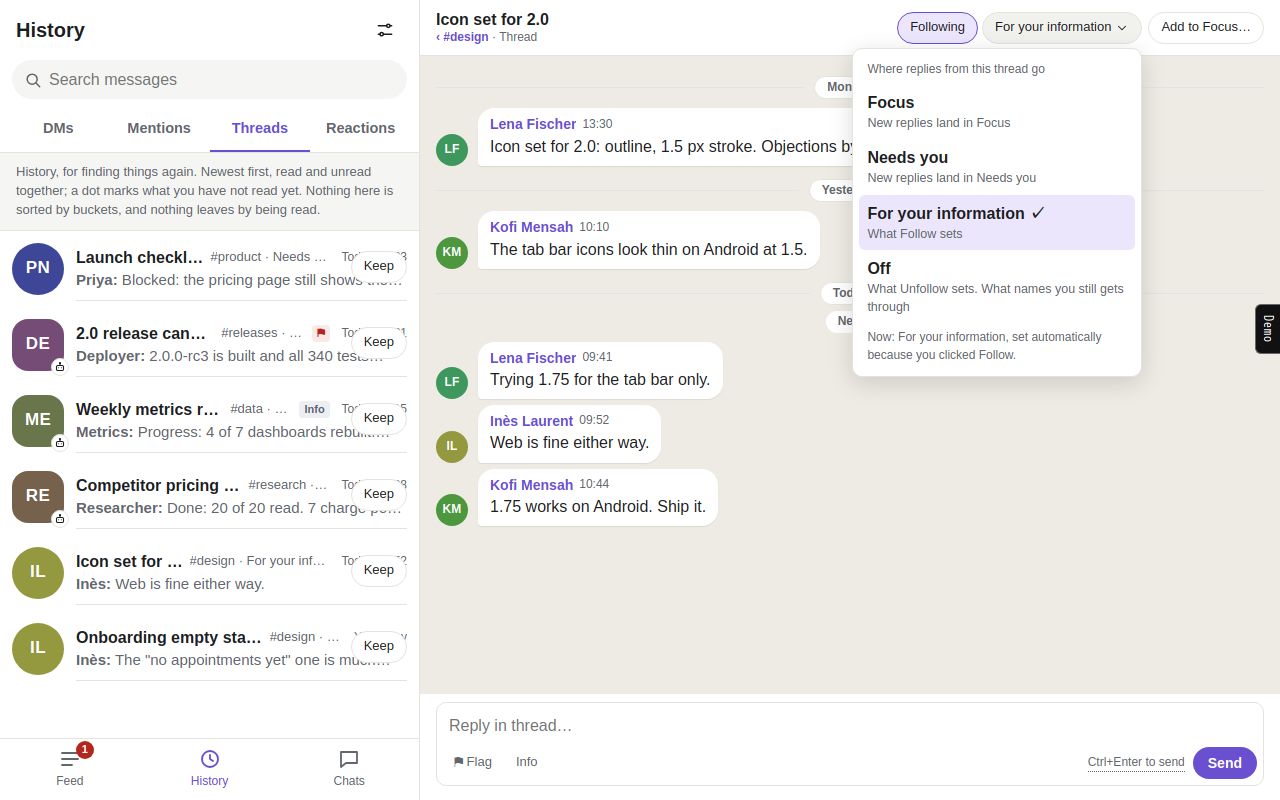 History
Search messages
DMs
Mentions
Threads
Reactions
History, for finding things again. Newest first, read and unread
together; a dot marks what you have not read yet. Nothing here is
sorted by buckets, and nothing leaves by being read.
PN
Launch checkl… #product · Needs …
Keep
Priya: Blocked: the pricing page still shows
DE
2.0 release can… #releases · …
Keep
Deployer: 2.0.0-rc3 is built and all 340 tests…
ME
Weekly metrics r… #data · … Info
Keep
Metrics: Progress: 4 of 7 dashboards
RE
Competitor pricing … #research ·…
Keep
Researcher: Done: 20 of 20 read. 7
IL
Icon set for … #design · For your inf…
Keep
Inès: Web is fine either way.
IL
Onboarding empty sta… #design · …
Keep
Inès: The "no appointments yet" one is
1
Feed
History
Chats
Icon set for 2.0
‹ #design · Thread
Following
For your information
Add to Focus…
Where replies from this thread go
Focus
New replies land in Focus
Needs you
New replies land in Needs you
For your information ✓
What Follow sets
Off
What Unfollow sets. What names you still gets
through
Now: For your information, set automatically
because you clicked Follow.
LF
Lena Fischer 13:30
Icon set for 2.0: outline, 1.5 px stroke. Objections
KM
Kofi Mensah 10:10
The tab bar icons look thin on Android at 1.5.
LF
Lena Fischer 09:41
Trying 1.75 for the tab bar only.
IL
Inès Laurent 09:52
Web is fine either way.
KM
Kofi Mensah 10:44
1.75 works on Android. Ship it.
Demo
Reply in thread…
Flag
Info
Ctrl+Enter to send
Send